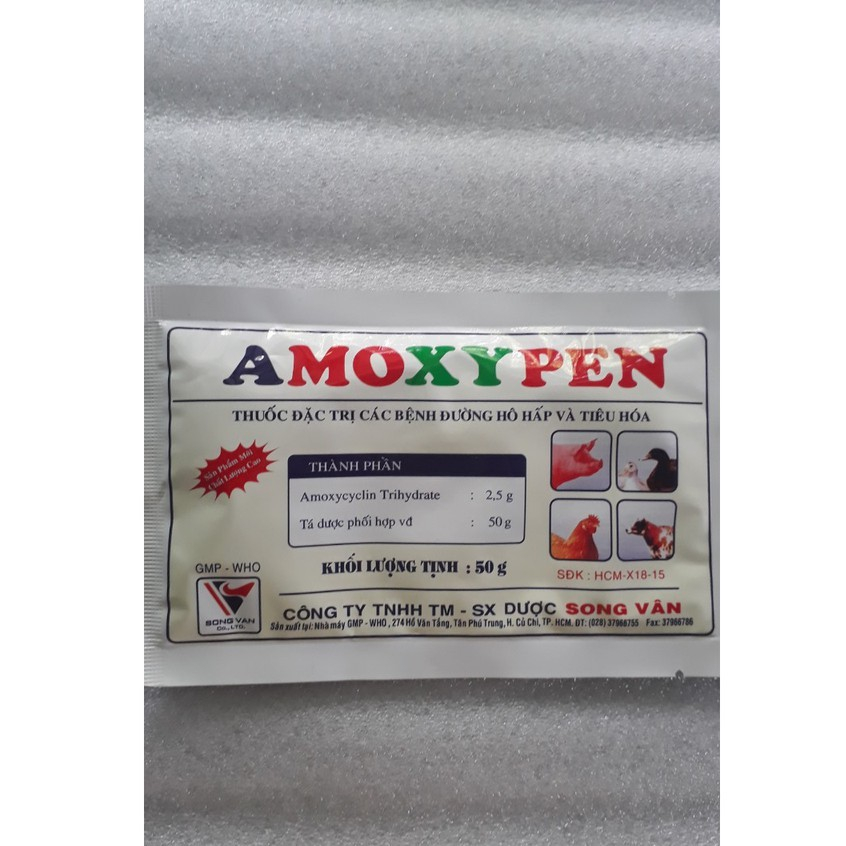 AMOXYPEN
THUỐC ĐẶC TRỊ CÁC BỆNH ĐƯỜNG HÔ HẤP VÀ TIÊU HÓA
Sản Phẩm Mới
Chất Lượng Cao
THÀNH PHẦN
Amoxycyclin Trihydrate : 2,5 g
Tá dược phối hợp vđ : 50 g
KHỐI LƯỢNG TỊNH : 50 g
SĐK : HCM-X18-15
GMP - WHO
SONG VAN
CO., LTD.
CÔNG TY TNHH TM - SX DƯỢC SONG VÂN
Sản xuất tại: Nhà máy GMP - WHO, 274 Hồ Văn Tắng, Tân Phú Trung, H. Củ Chi, TP. HCM. ĐT: (028) 37966755 Fax: 37966786